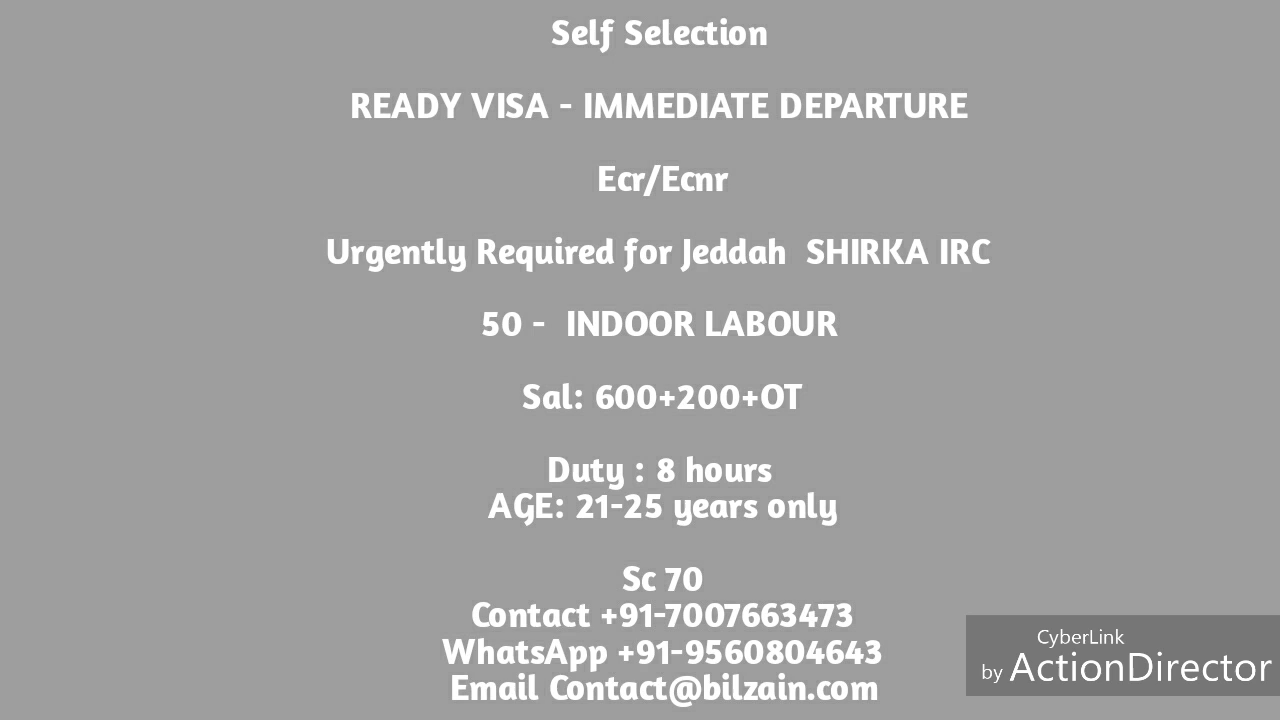 Self Selection
READY VISA - IMMEDIATE DEPARTURE
Ecr/Ecnr
Urgently Required for Jeddah  SHIRKA IRC
50 -  INDOOR LABOUR
Sal: 600+200+OT
Duty : 8 hours
AGE: 21-25 years only
Sc 70
Contact +91-7007663473
WhatsApp +91-9560804643
Email Contact@bilzain.com
CyberLink
by ActionDirector